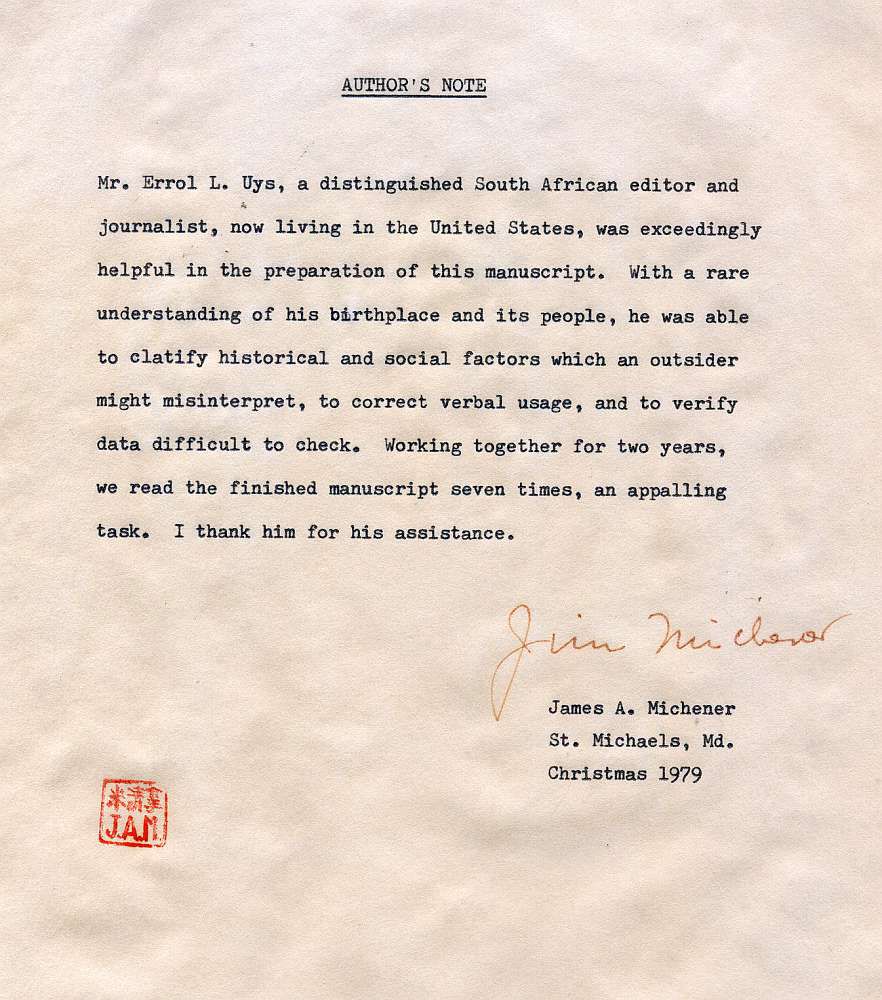 AUTHOR'S NOTE
Mr. Errol L. Uys, a distinguished South African editor and
journalist, now living in the United States, was exceedingly
helpful in the preparation of this manuscript. With a rare
understanding of his birthplace and its people, he was able
to clatify historical and social factors which an outsider
might misinterpret, to correct verbal usage, and to verify
data difficult to check. Working together for two years,
we read the finished manuscript seven times, an appalling
task. I thank him for his assistance.
Jim Michener
James A. Michener
St. Michaels, Md.
Christmas 1979
J.A.M.